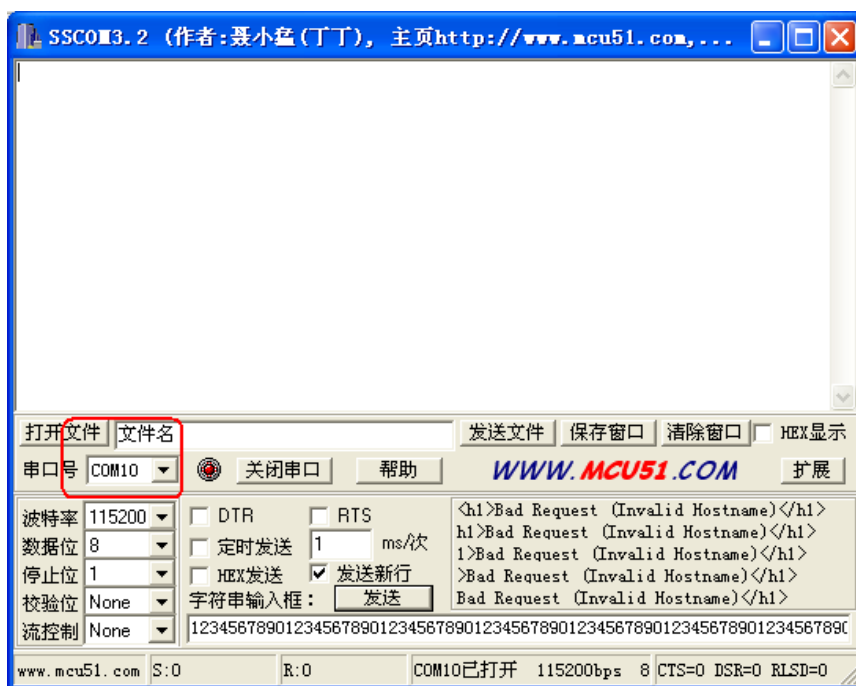 SSCOM3.2 (作者:聂小猛(丁丁), 主页http://www.mcu51.com,...
打开文件 文件名 发送文件 保存窗口 清除窗口 HEX显示
串口号 COM10 关闭串口 帮助 WWW.MCU51.COM 扩展
波特率 115200 DTR RTS <h1>Bad Request (Invalid Hostname)</h1>
h1>Bad Request (Invalid Hostname)</h1>
数据位 8 定时发送 1 ms/次 1>Bad Request (Invalid Hostname)</h1>
停止位 1 HEX发送 发送新行 >Bad Request (Invalid Hostname)</h1>
校验位 None 字符串输入框： 发送 Bad Request (Invalid Hostname)</h1>
流控制 None 123456789012345678901234567890123456789012345678901234567890
www.mcu51.com S:0 R:0 COM10已打开 115200bps 8 CTS=0 DSR=0 RLSD=0